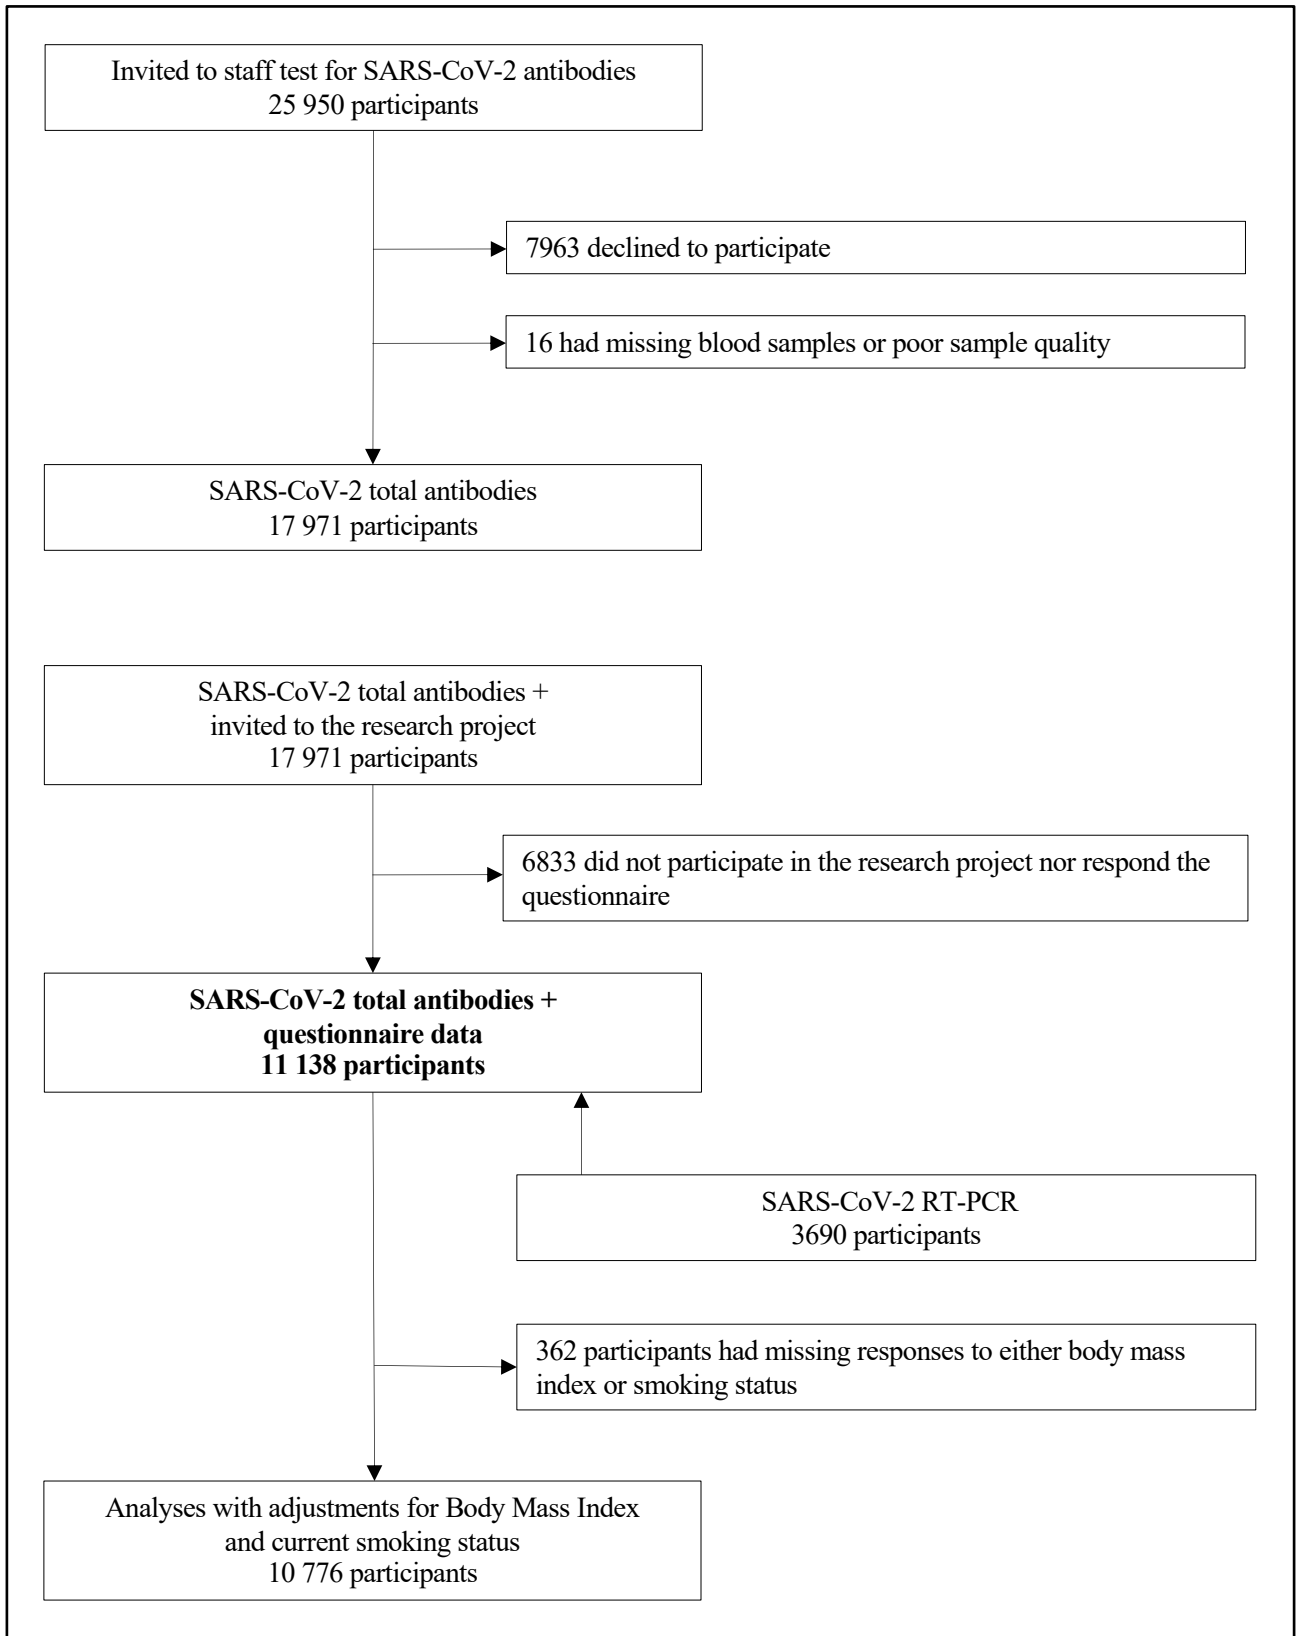 Invited to staff test for SARS-CoV-2 antibodies
25 950 participants
7963 declined to participate
16 had missing blood samples or poor sample quality
SARS-CoV-2 total antibodies
17 971 participants
SARS-CoV-2 total antibodies +
invited to the research project
17 971 participants
6833 did not participate in the research project nor respond the
questionnaire
SARS-CoV-2 total antibodies +
questionnaire data
11 138 participants
SARS-CoV-2 RT-PCR
3690 participants
362 participants had missing responses to either body mass
index or smoking status
Analyses with adjustments for Body Mass Index
and current smoking status
10 776 participants